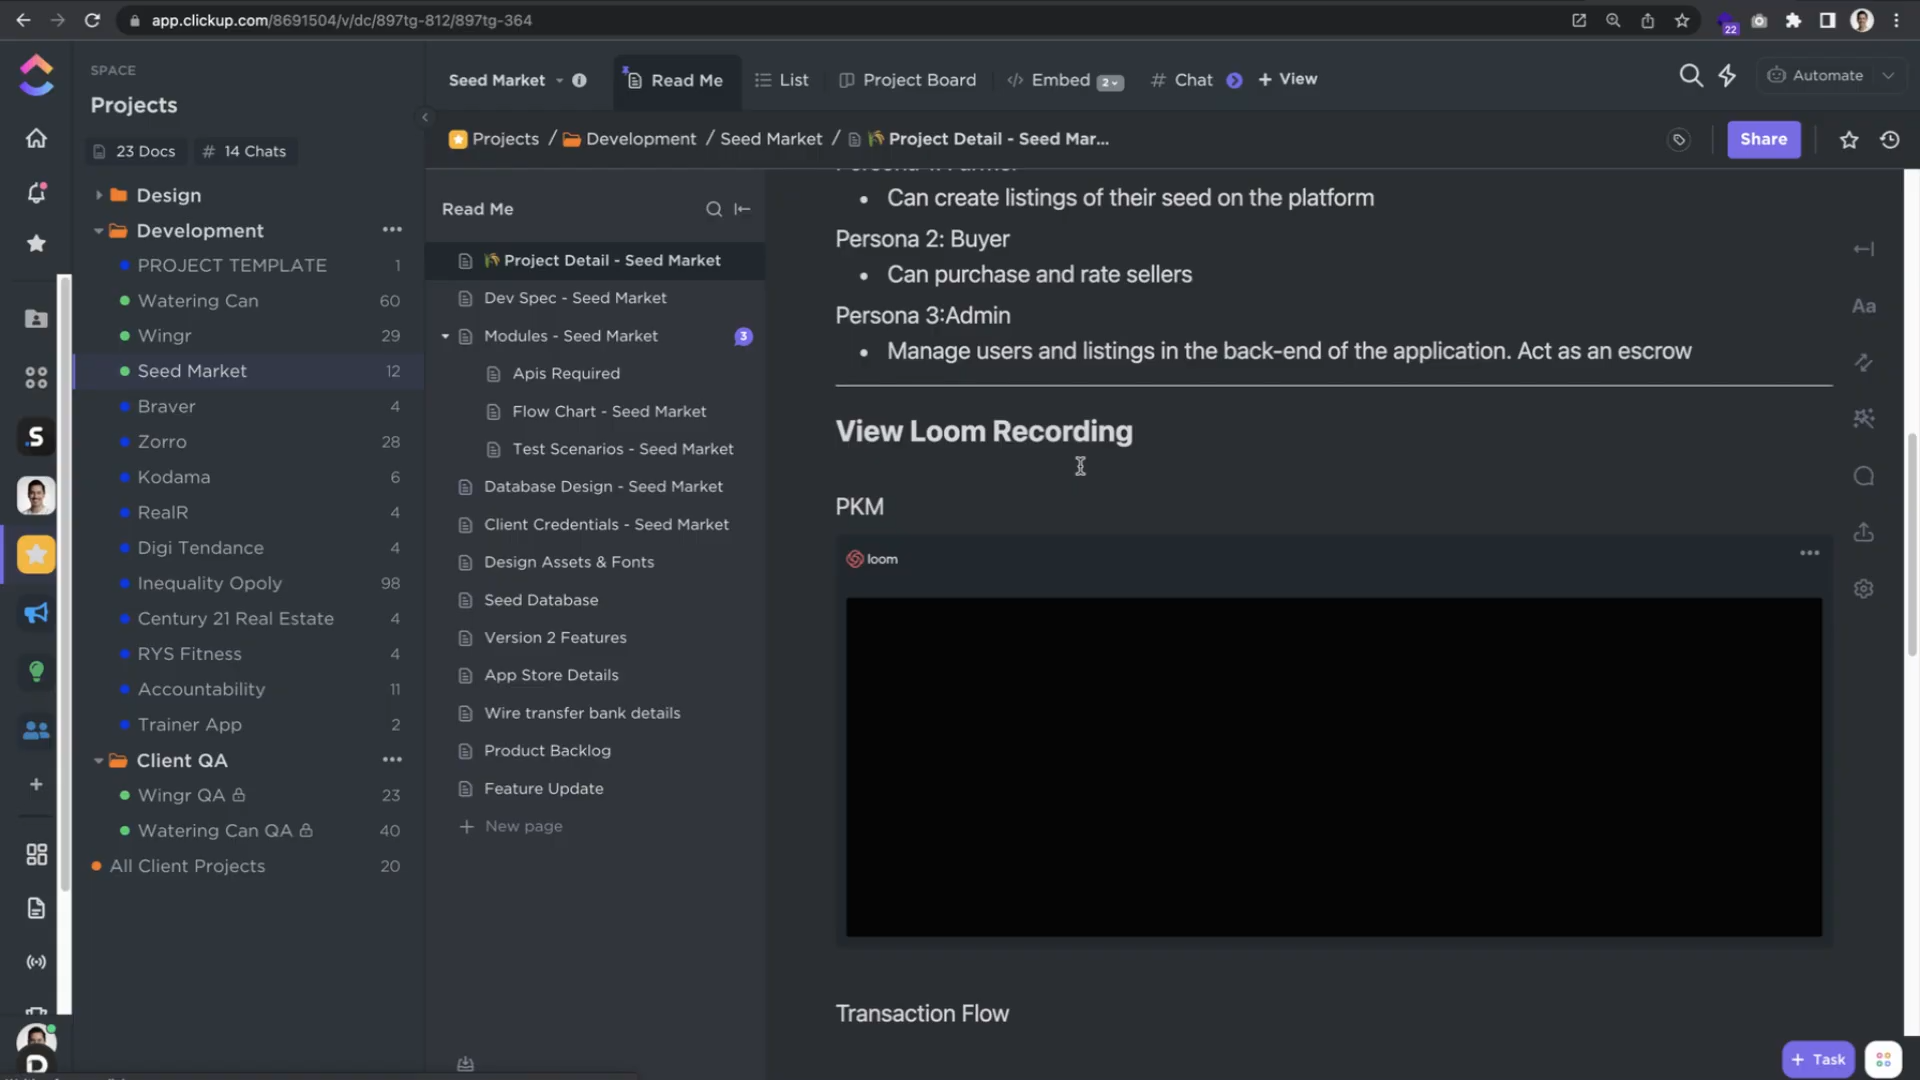 app.clickup.com/8691504/v/dc/897tg-812/897tg-364
22
SPACE
Projects
23 Docs
# 14 Chats
Design
Development
PROJECT TEMPLATE 1
Watering Can 60
Wingr 29
Seed Market 12
Braver 4
Zorro 28
Kodama 6
RealR 4
Digi Tendance 4
Inequality Opoly 98
Century 21 Real Estate 4
RYS Fitness 4
Accountability 11
Trainer App 2
Client QA
Wingr QA 23
Watering Can QA 40
All Client Projects 20
.S
D
Seed Market
Read Me
List
Project Board
Embed 2
# Chat
+ View
Automate
Projects / Development / Seed Market / Project Detail - Seed Mar...
Share
Read Me
Project Detail - Seed Market
Dev Spec - Seed Market
Modules - Seed Market 3
Apis Required
Flow Chart - Seed Market
Test Scenarios - Seed Market
Database Design - Seed Market
Client Credentials - Seed Market
Design Assets & Fonts
Seed Database
Version 2 Features
App Store Details
Wire transfer bank details
Product Backlog
Feature Update
+ New page
• Can create listings of their seed on the platform
Persona 2: Buyer
• Can purchase and rate sellers
Persona 3:Admin
• Manage users and listings in the back-end of the application. Act as an escrow
View Loom Recording
PKM
loom
Transaction Flow
Aa
+ Task